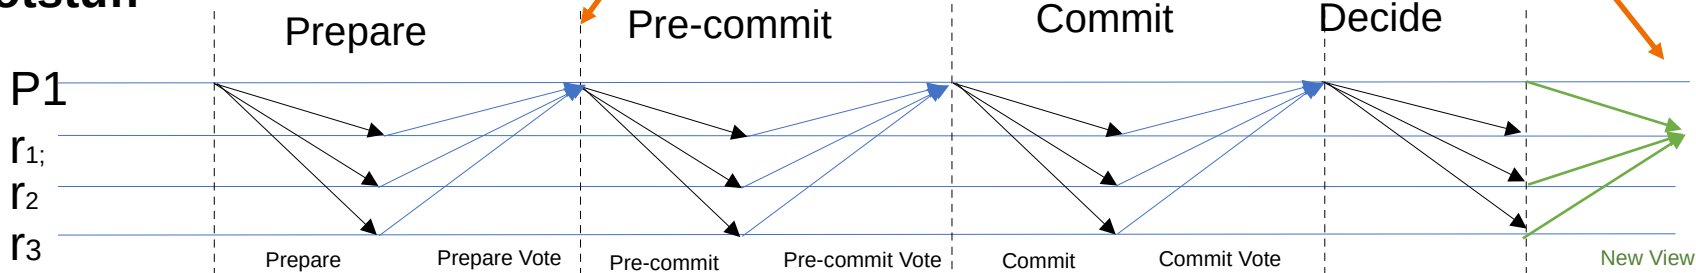 Prepare
Pre-commit
Commit
Decide
P1
r1;
r2
r3
Prepare
Prepare Vote
Pre-commit
Pre-commit Vote
Commit
Commit Vote
New View